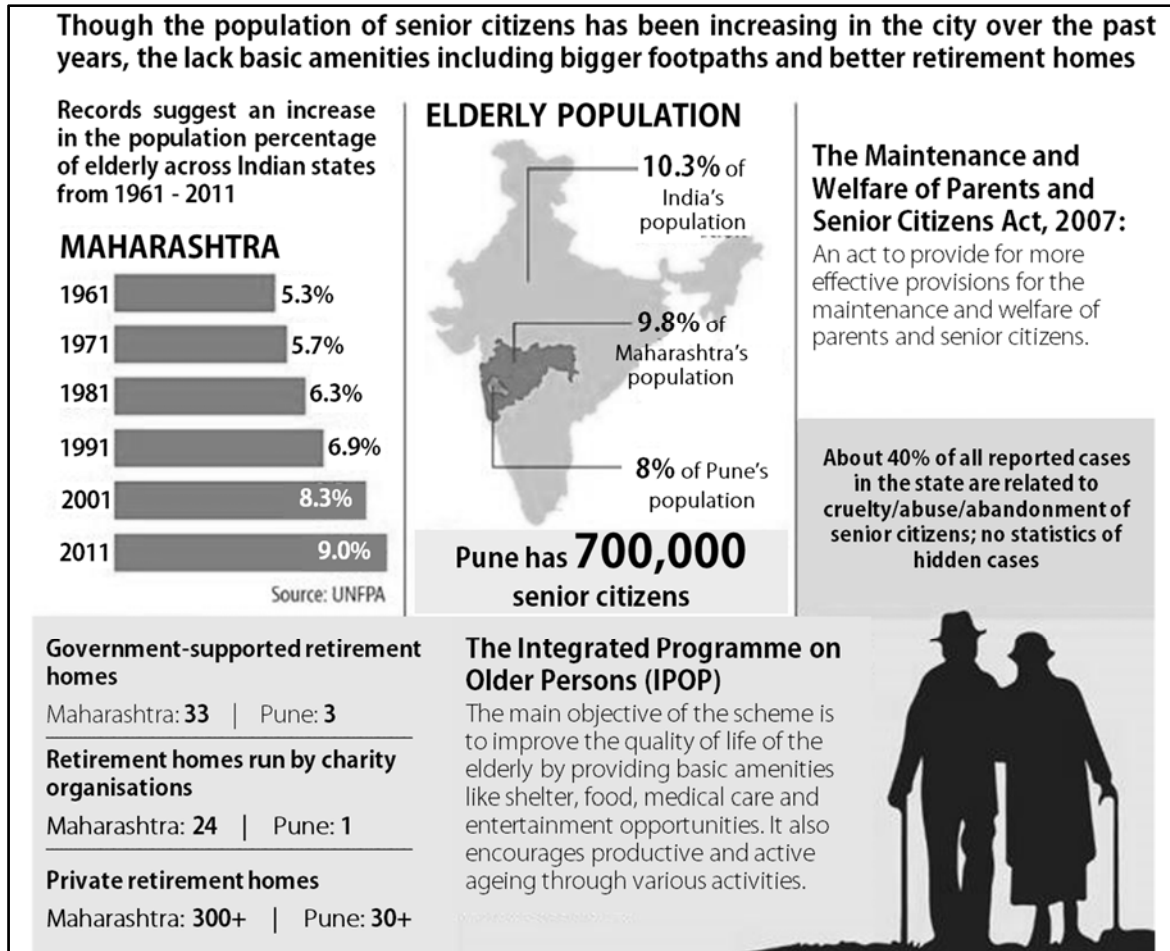 Though the population of senior citizens has been increasing in the city over the past
years, the lack basic amenities including bigger footpaths and better retirement homes
Records suggest an increase
in the population percentage
of elderly across Indian states
from 1961 - 2011
MAHARASHTRA
1961 5.3%
1971 5.7%
1981 6.3%
1991 6.9%
2001 8.3%
2011 9.0%
Source: UNFPA
ELDERLY POPULATION
10.3% of
India's
population
9.8% of
Maharashtra's
population
8% of Pune's
population
Pune has 700,000
senior citizens
The Maintenance and
Welfare of Parents and
Senior Citizens Act, 2007:
An act to provide for more
effective provisions for the
maintenance and welfare of
parents and senior citizens.
About 40% of all reported cases
in the state are related to
cruelty/abuse/abandonment of
senior citizens; no statistics of
hidden cases
Government-supported retirement
homes
Maharashtra: 33 | Pune: 3
Retirement homes run by charity
organisations
Maharashtra: 24 | Pune: 1
Private retirement homes
Maharashtra: 300+ | Pune: 30+
The Integrated Programme on
Older Persons (IPOP)
The main objective of the scheme is
to improve the quality of life of the
elderly by providing basic amenities
like shelter, food, medical care and
entertainment opportunities. It also
encourages productive and active
ageing through various activities.